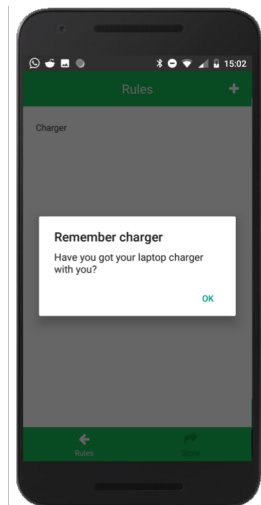 15:02
Rules
+
Charger
Remember charger
Have you got your laptop charger
with you?
OK
Rules